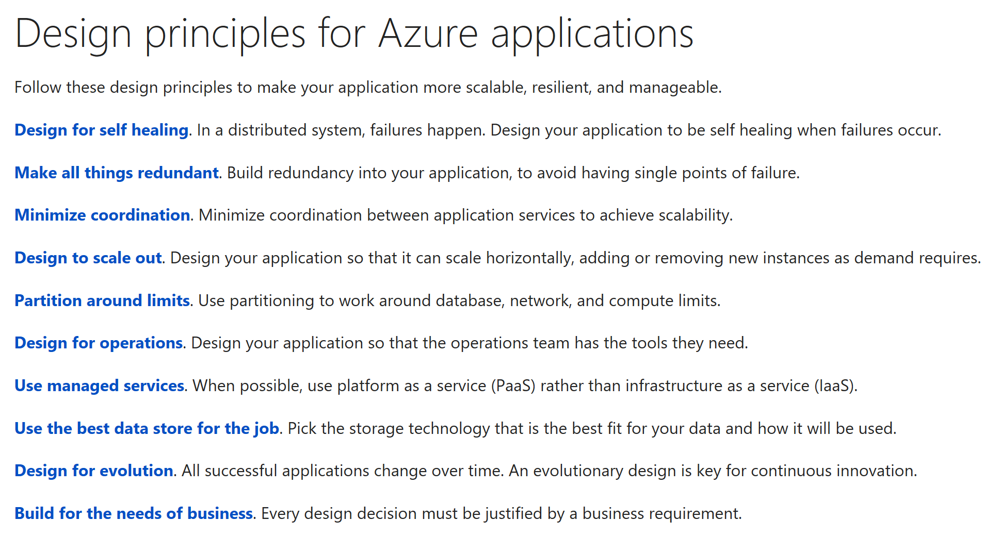 Design principles for Azure applications
Follow these design principles to make your application more scalable, resilient, and manageable.
Design for self healing. In a distributed system, failures happen. Design your application to be self healing when failures occur.
Make all things redundant. Build redundancy into your application, to avoid having single points of failure.
Minimize coordination. Minimize coordination between application services to achieve scalability.
Design to scale out. Design your application so that it can scale horizontally, adding or removing new instances as demand requires.
Partition around limits. Use partitioning to work around database, network, and compute limits.
Design for operations. Design your application so that the operations team has the tools they need.
Use managed services. When possible, use platform as a service (PaaS) rather than infrastructure as a service (IaaS).
Use the best data store for the job. Pick the storage technology that is the best fit for your data and how it will be used.
Design for evolution. All successful applications change over time. An evolutionary design is key for continuous innovation.
Build for the needs of business. Every design decision must be justified by a business requirement.